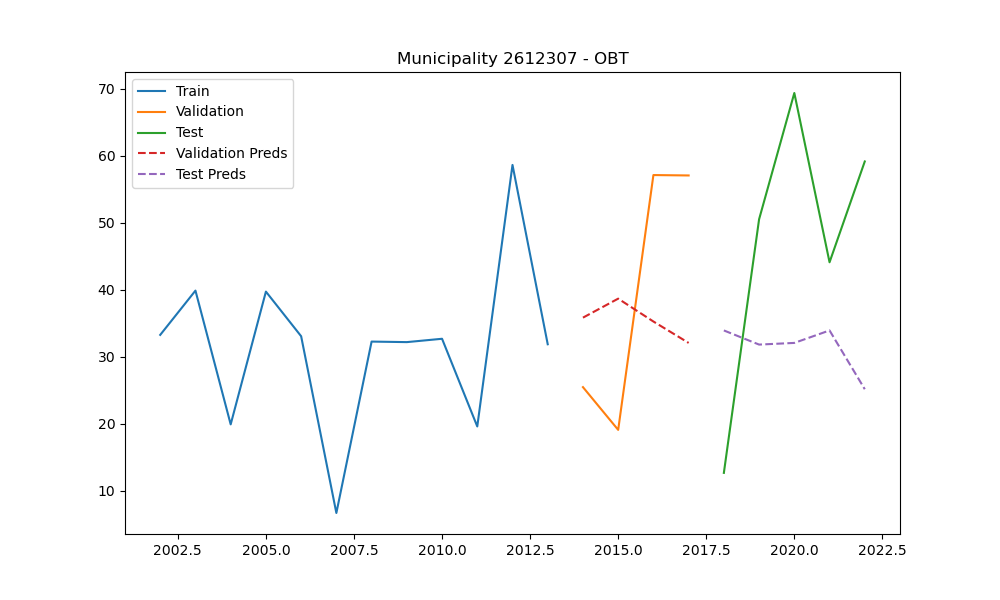 Municipality 2612307 - OBT
Train
Validation
Test
Validation Preds
Test Preds
70
60
50
40
30
20
10
2002.5 2005.0 2007.5 2010.0 2012.5 2015.0 2017.5 2020.0 2022.5